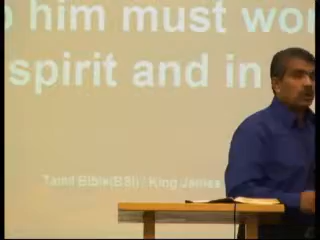 him must wor
spirit and in
Tamil Bible(BSI) / King James